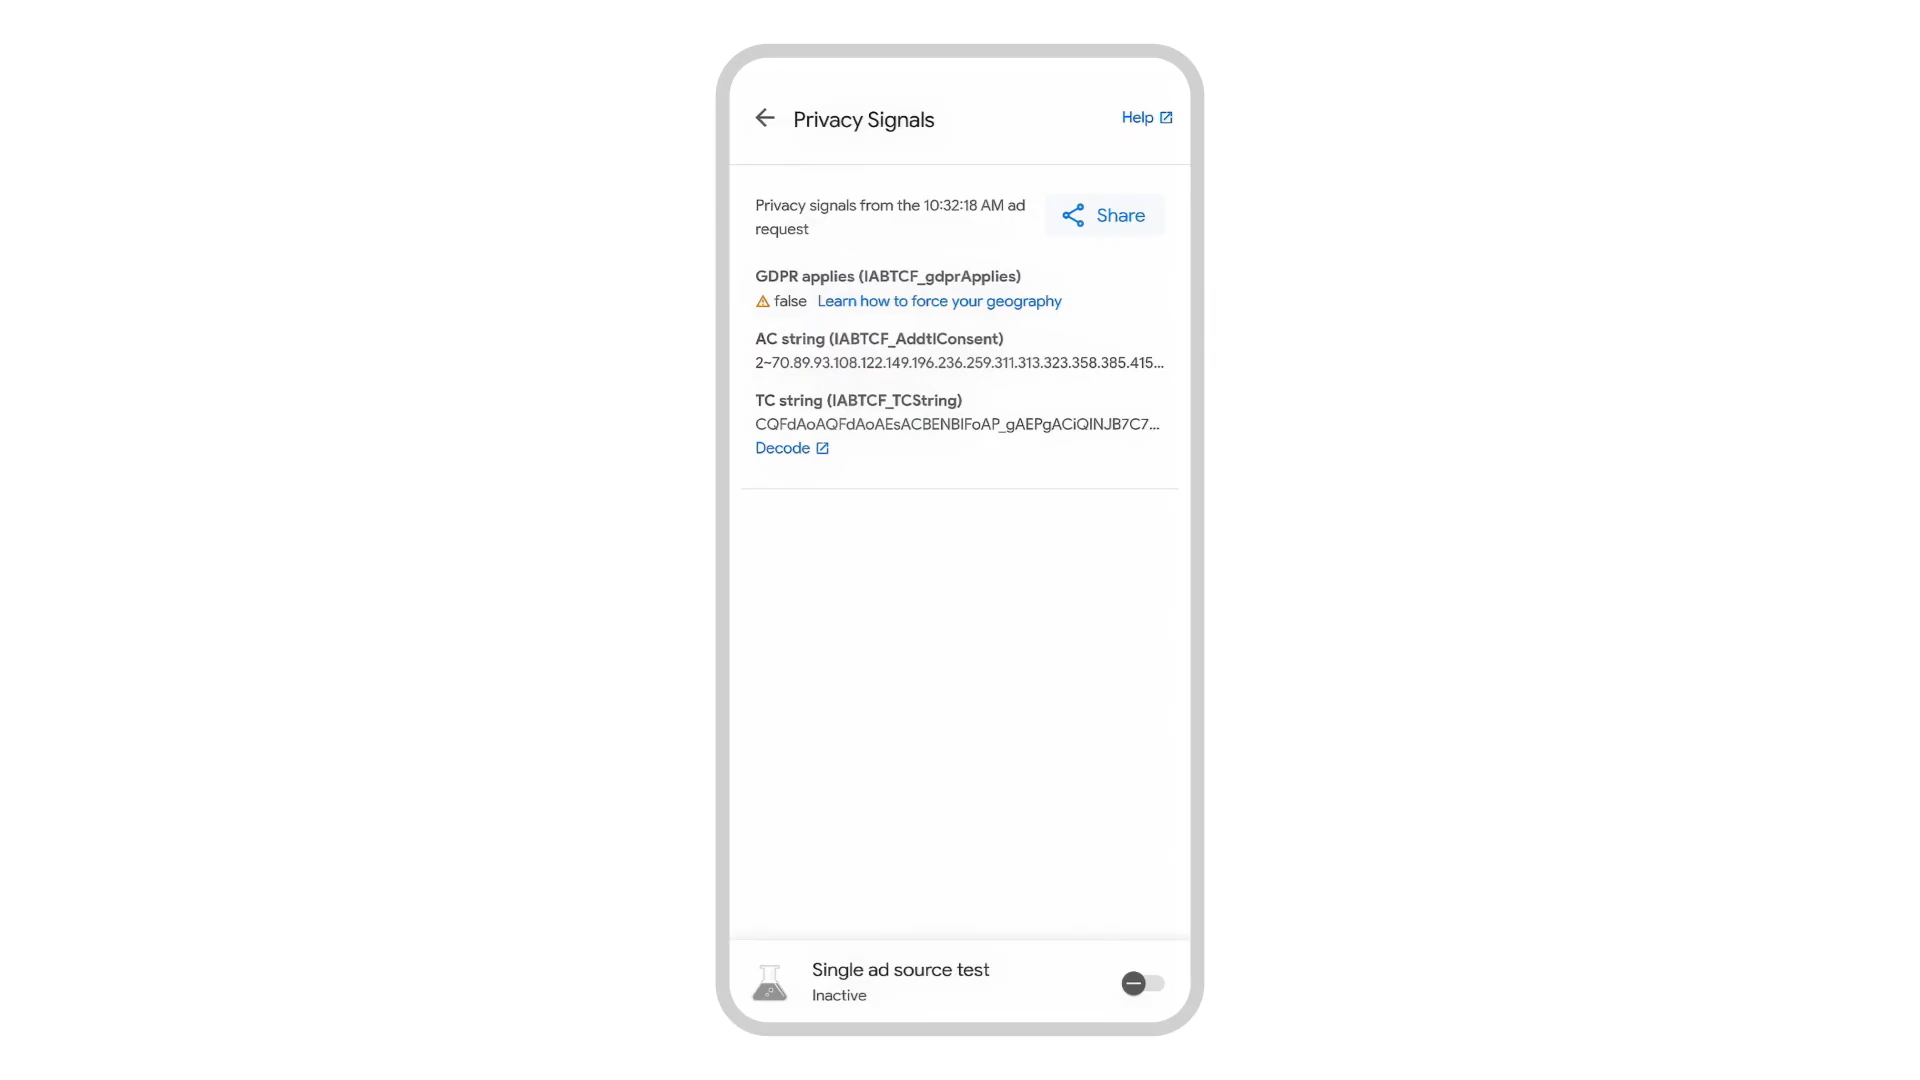 Privacy Signals
Help
Privacy signals from the 10:32:18 AM ad
request
Share
GDPR applies (IABTCF_gdprApplies)
false Learn how to force your geography
AC string (IABTCF_AddtlConsent)
2~70.89.93.108.122.149.196.236.259.311.313.323.358.385.415...
TC string (IABTCF_TCString)
CQFdAoAQFdAoAEsACBENBIFoAP_gAEPgACiQINJB7C7...
Decode
Single ad source test
Inactive